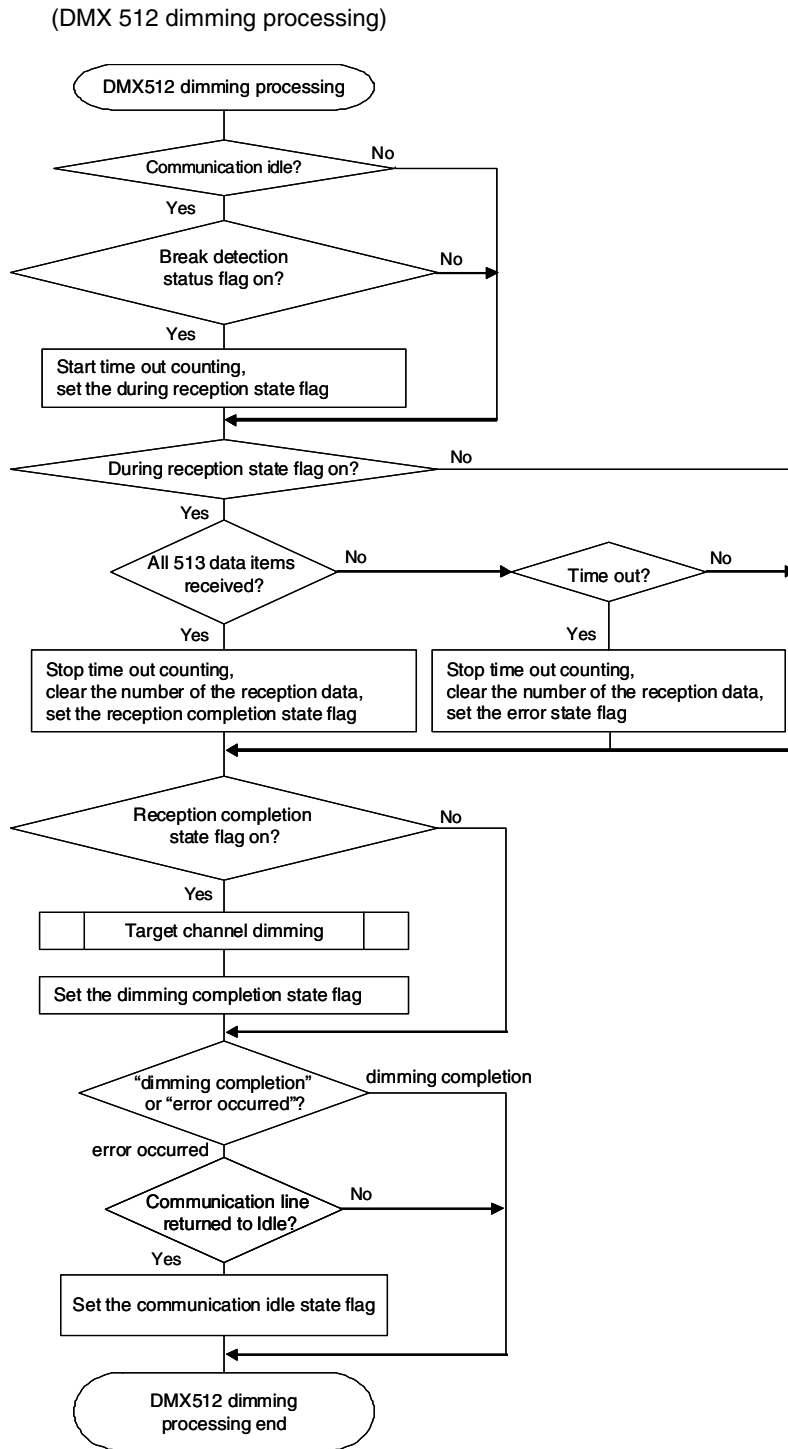 (DMX 512 dimming processing)
DMX512 dimming processing
Communication idle?
No
Yes
Break detection
status flag on?
No
Yes
Start time out counting,
set the during reception state flag
During reception state flag on?
No
Yes
All 513 data items
received?
No
Time out?
No
Yes
Yes
Stop time out counting,
clear the number of the reception data,
set the reception completion state flag
Stop time out counting,
clear the number of the reception data,
set the error state flag
Reception completion
state flag on?
No
Yes
Target channel dimming
Set the dimming completion state flag
“dimming completion”
or “error occurred”?
dimming completion
error occurred
Communication line
returned to Idle?
No
Yes
Set the communication idle state flag
DMX512 dimming
processing end